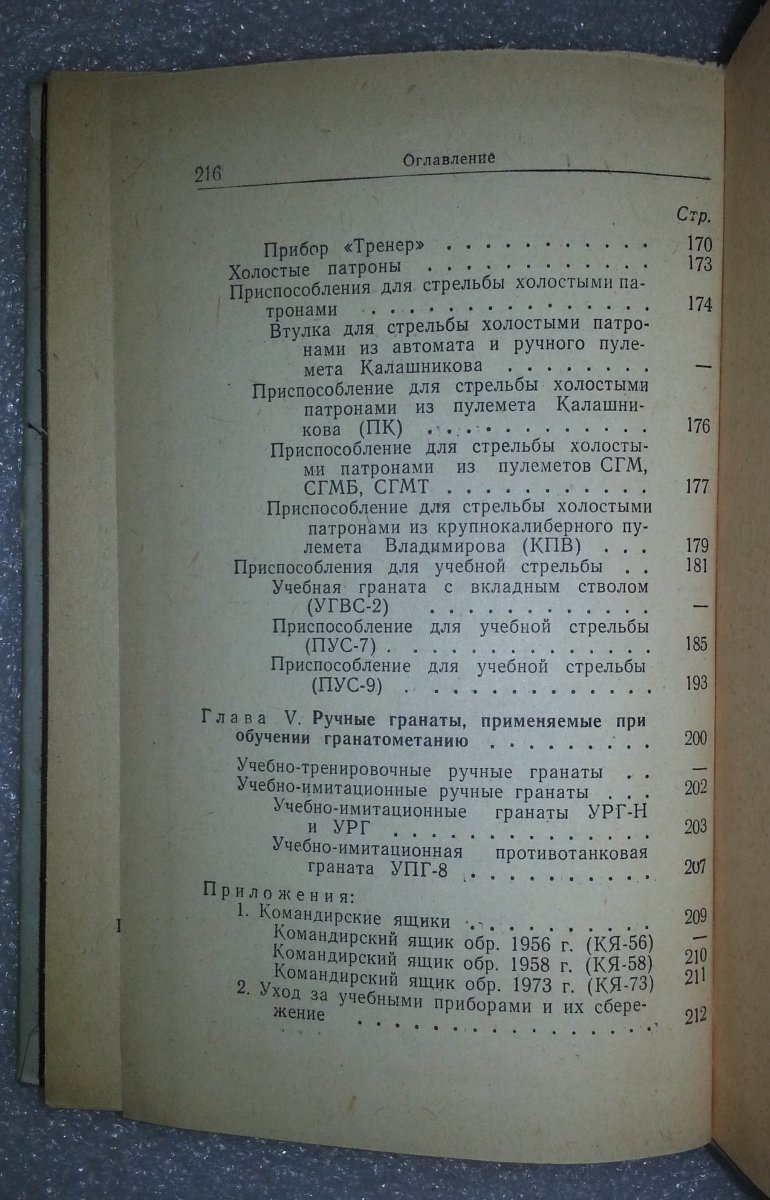 216 Оглавление
Стр.
Прибор «Тренер» . . . . . . . . . . . 170
Холостые патроны . . . . . . . . . . . . 173
Приспособления для стрельбы холостыми па-
тронами . . . . . . . . . . . . . . . 174
Втулка для стрельбы холостыми патро-
нами из автомата и ручного пуле-
мета Калашникова . . . . . . . . —
Приспособление для стрельбы холостыми
патронами из пулемета Калашни-
кова (ПК) . . . . . . . . . . . . 176
Приспособление для стрельбы холосты-
ми патронами из пулеметов СГМ,
СГМБ, СГМТ . . . . . . . . . . . 177
Приспособление для стрельбы холостыми
патронами из крупнокалиберного пу-
лемета Владимирова (КПВ) . . . 179
Приспособления для учебной стрельбы . . 181
Учебная граната с вкладным стволом
(УГВС-2) . . . . . . . . . . . . —
Приспособление для учебной стрельбы
(ПУС-7) . . . . . . . . . . . . . 185
Приспособление для учебной стрельбы
(ПУС-9) . . . . . . . . . . . . . 193
Глава V. Ручные гранаты, применяемые при
обучении гранатометанию . . . . . . . . . 200
Учебно-тренировочные ручные гранаты . . —
Учебно-имитационные ручные гранаты . . . 202
Учебно-имитационные гранаты УРГ-Н
и УРГ . . . . . . . . . . . . . . 203
Учебно-имитационная противотанковая
граната УПГ-8 . . . . . . . . . . 207
Приложения:
1. Командирские ящики . . . . . . . . . . 209
Командирский ящик обр. 1956 г. (КЯ-56) —
Командирский ящик обр. 1958 г. (КЯ-58) 210
Командирский ящик обр. 1973 г. (КЯ-73) 211
2. Уход за учебными приборами и их сбере-
жение . . . . . . . . . . . . . . . . 212